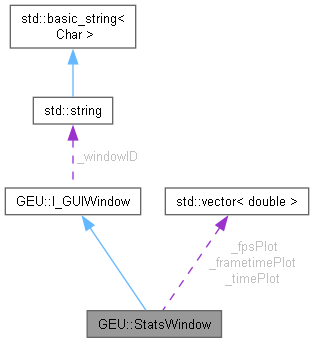 std::basic_string<
Char >
std::string
_windowID
GEU::I_GUIWindow
std::vector< double >
_fpsPlot
_frametimePlot
_timePlot
GEU::StatsWindow